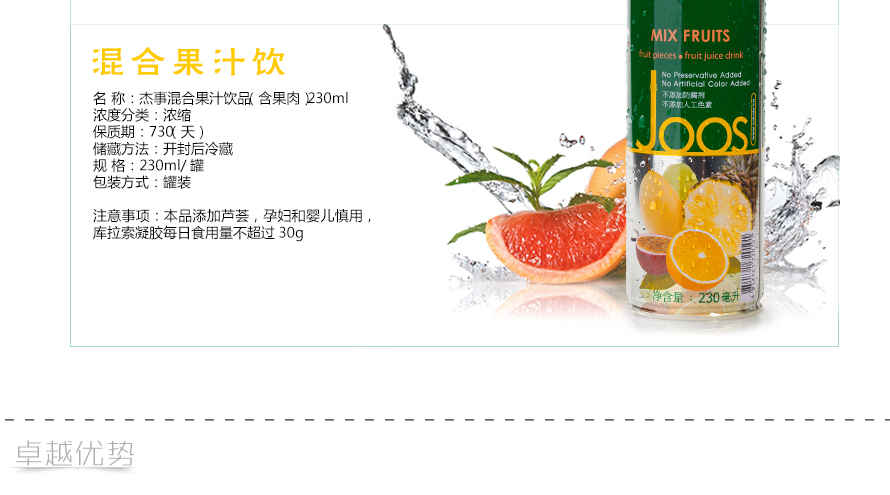 混合果汁饮
名 称：杰事混合果汁饮品( 含果肉 )230ml
浓度分类：浓缩
保质期：730( 天 )
储藏方法：开封后冷藏
规 格：230ml/ 罐
包装方式：罐装
注意事项：本品添加芦荟，孕妇和婴儿慎用，
库拉索凝胶每日食用量不超过 30g
MIX FRUITS
fruit pieces fruit juice drink
No Preservative Added
No Artificial Color Added
不添加防腐剂
不添加人工色素
Joos
净含量：230毫升
卓越优势